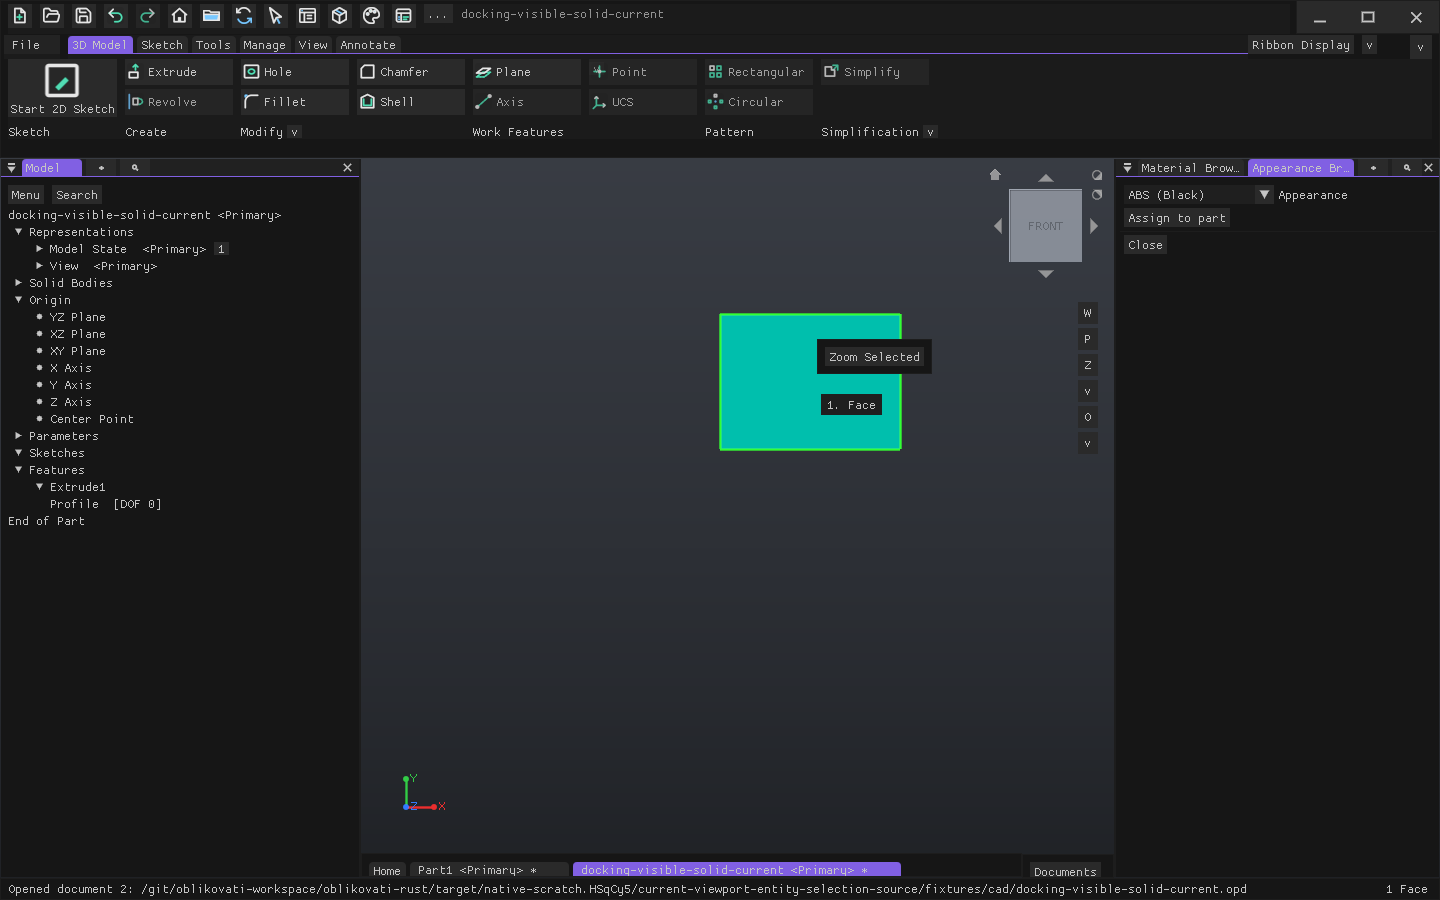 ... docking-visible-solid-current
File 3D Model Sketch Tools Manage View Annotate Ribbon Display v v
Start 2D Sketch
Extrude Hole Chamfer Plane Point Rectangular Simplify
Revolve Fillet Shell Axis UCS Circular
Sketch Create Modify v Work Features Pattern Simplification v
Model
Menu Search
docking-visible-solid-current <Primary>
Representations
Model State <Primary> 1
View <Primary>
Solid Bodies
Origin
YZ Plane
XZ Plane
XY Plane
X Axis
Y Axis
Z Axis
Center Point
Parameters
Sketches
Features
Extrude1
Profile [DOF 0]
End of Part
FRONT
W
P
Z
v
O
v
Zoom Selected
1. Face
Y
Z X
Material Brow… Appearance Br…
ABS (Black) Appearance
Assign to part
Close
Home Part1 <Primary> * docking-visible-solid-current <Primary> * Documents
Opened document 2: /git/oblikovati-workspace/oblikovati-rust/target/native-scratch.HSqCy5/current-viewport-entity-selection-source/fixtures/cad/docking-visible-solid-current.opd 1 Face